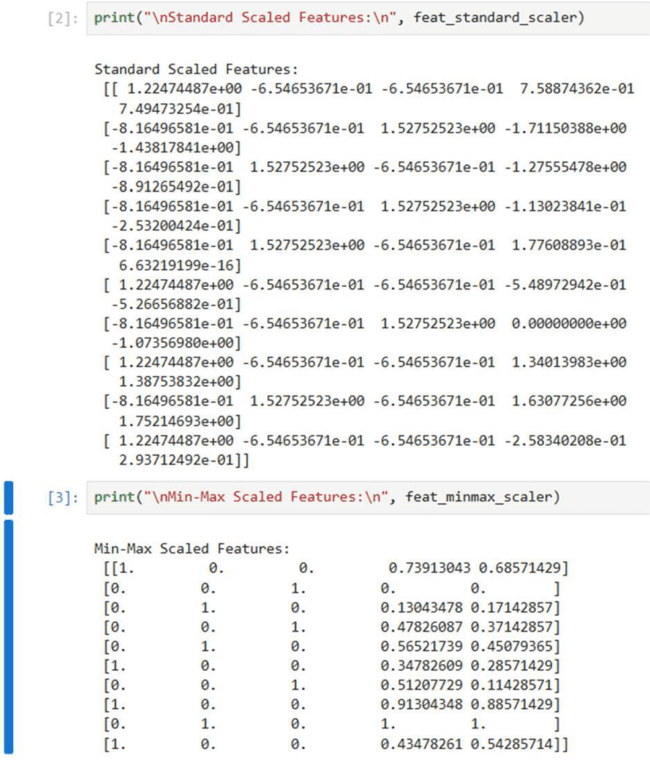 [2]: print("\nStandard Scaled Features:\n", feat_standard_scaler)
Standard Scaled Features:
[[ 1.22474487e+00 -6.54653671e-01 -6.54653671e-01  7.58874362e-01
7.49473254e-01]
[-8.16496581e-01 -6.54653671e-01  1.52752523e+00 -1.71150388e+00
-1.43817841e+00]
[-8.16496581e-01  1.52752523e+00 -6.54653671e-01 -1.27555478e+00
-8.91265492e-01]
[-8.16496581e-01 -6.54653671e-01  1.52752523e+00 -1.13023841e-01
-2.53200424e-01]
[-8.16496581e-01  1.52752523e+00 -6.54653671e-01  1.77608893e-01
6.63219199e-16]
[ 1.22474487e+00 -6.54653671e-01 -6.54653671e-01 -5.48972942e-01
-5.26656882e-01]
[-8.16496581e-01 -6.54653671e-01  1.52752523e+00  0.00000000e+00
-1.07356980e+00]
[ 1.22474487e+00 -6.54653671e-01 -6.54653671e-01  1.34013983e+00
1.38753832e+00]
[-8.16496581e-01  1.52752523e+00 -6.54653671e-01  1.63077256e+00
1.75214693e+00]
[ 1.22474487e+00 -6.54653671e-01 -6.54653671e-01 -2.58340208e-01
2.93712492e-01]]
[3]: print("\nMin-Max Scaled Features:\n", feat_minmax_scaler)
Min-Max Scaled Features:
[[1. 0. 0. 0.73913043 0.68571429]
[0. 0. 1. 0. 0. ]
[0. 1. 0. 0.13043478 0.17142857]
[0. 0. 1. 0.47826087 0.37142857]
[0. 1. 0. 0.56521739 0.45079365]
[1. 0. 0. 0.34782609 0.28571429]
[0. 0. 1. 0.51207729 0.11428571]
[1. 0. 0. 0.91304348 0.88571429]
[0. 1. 0. 1. 1. ]
[1. 0. 0. 0.43478261 0.54285714]]